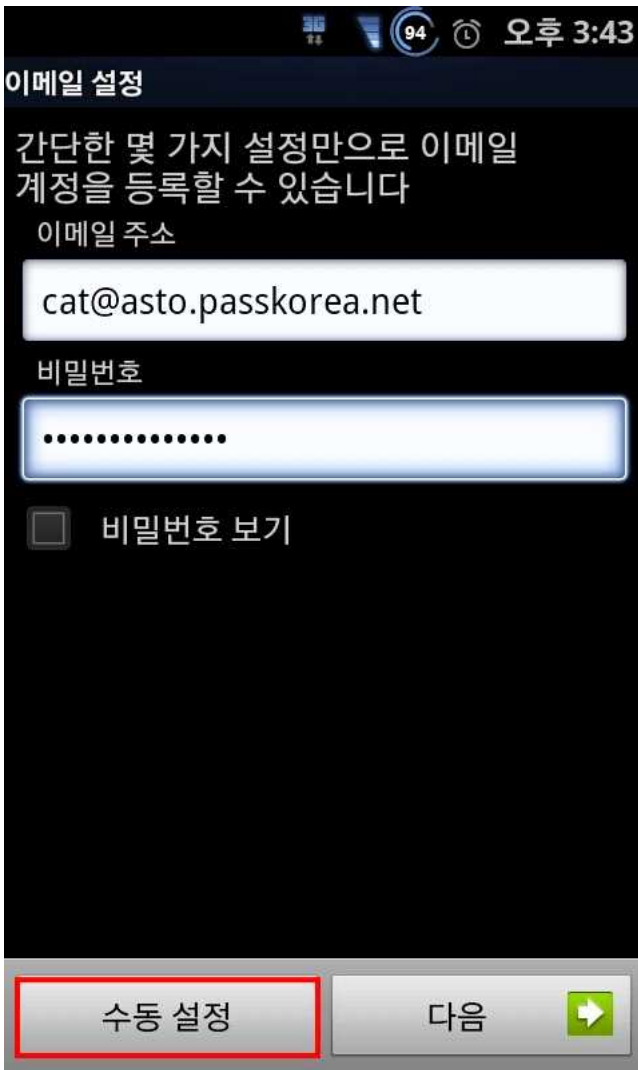 3G
94
오후 3:43
이메일 설정
간단한 몇 가지 설정만으로 이메일
계정을 등록할 수 있습니다
이메일 주소
cat@asto.passkorea.net
비밀번호
••••••••••••••
비밀번호 보기
수동 설정
다음